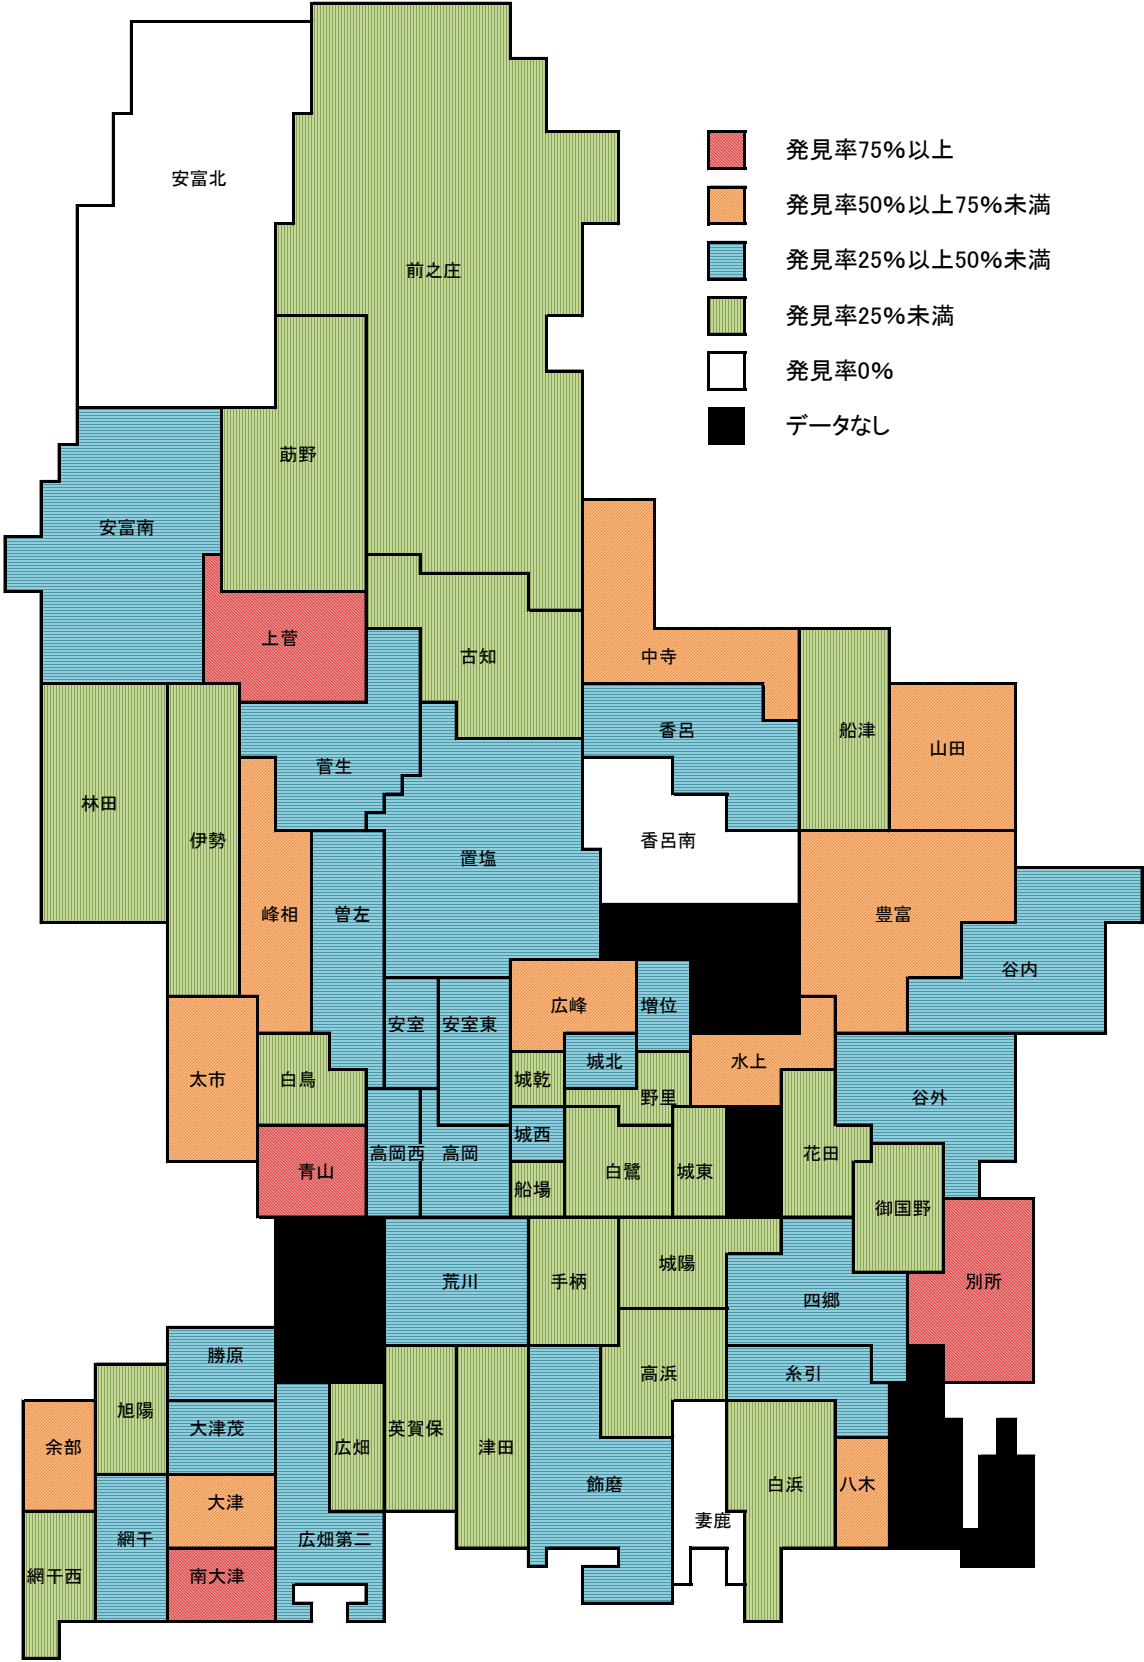 発見率75%以上
発見率50%以上75%未満
発見率25%以上50%未満
発見率25%未満
発見率0%
データなし
安富北
前之庄
莇野
安富南
上菅
古知
中寺
香呂
船津
山田
菅生
林田
伊勢
置塩
香呂南
峰相
曽左
豊富
谷内
広峰
増位
安室
安室東
城北
水上
太市
白鳥
城乾
野里
谷外
城西
高岡西
高岡
花田
青山
船場
白鷺
城東
御国野
荒川
手柄
城陽
四郷
別所
勝原
高浜
糸引
旭陽
大津茂
英賀保
余部
広畑
津田
飾磨
白浜
八木
大津
妻鹿
網干
広畑第二
網干西
南大津